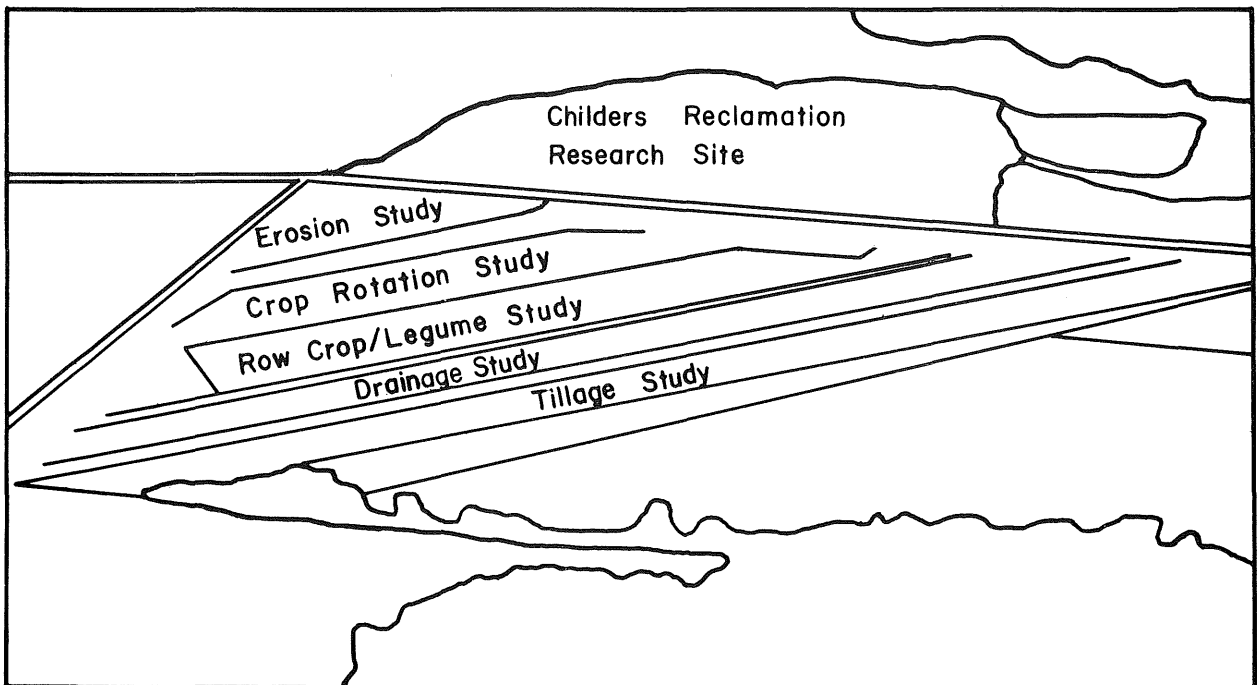 Childers Reclamation
Research Site
Erosion Study
Crop Rotation Study
Row Crop/Legume Study
Drainage Study
Tillage Study